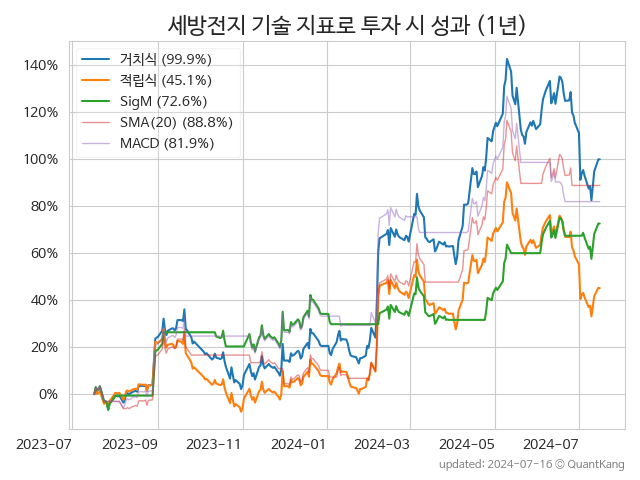 세방전지 기술 지표로 투자 시 성과 (1년)
거치식 (99.9%)
적립식 (45.1%)
SigM (72.6%)
SMA(20) (88.8%)
MACD (81.9%)
140%
120%
100%
80%
60%
40%
20%
0%
2023-07
2023-09
2023-11
2024-01
2024-03
2024-05
2024-07
updated: 2024-07-16 © QuantKang